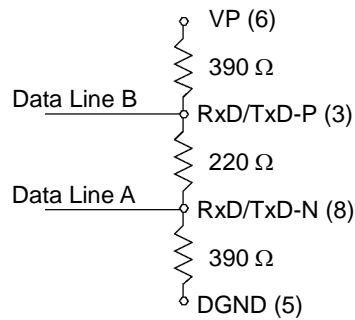 VP (6)
390 Ω
Data Line B
RxD/TxD-P (3)
220 Ω
Data Line A
RxD/TxD-N (8)
390 Ω
DGND (5)